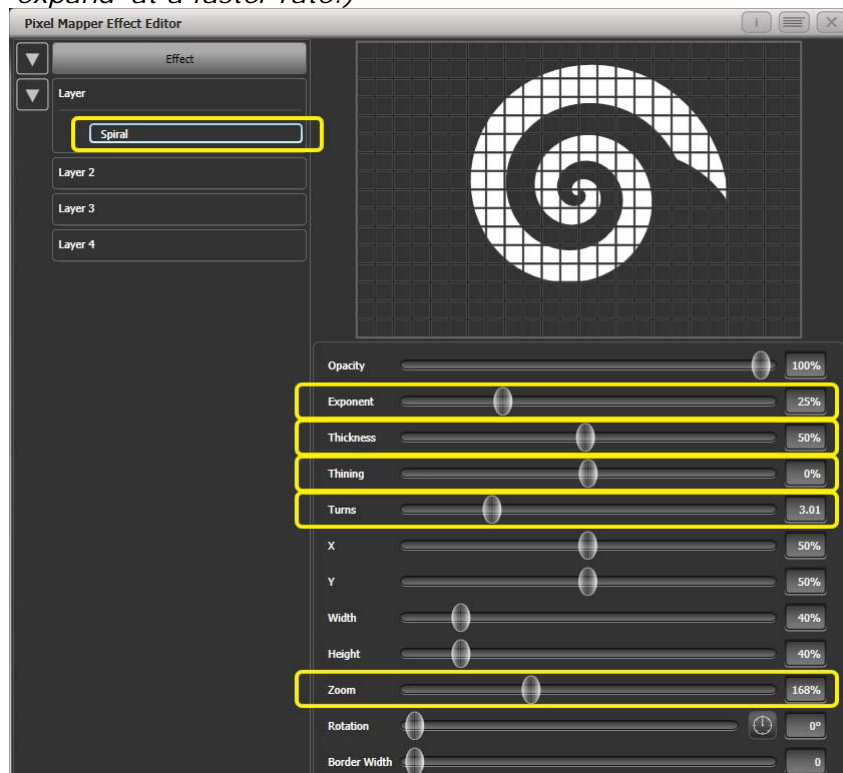 expand' at a faster rate.)
Pixel Mapper Effect Editor
Effect
Layer
Spiral
Layer 2
Layer 3
Layer 4
Opacity 100%
Exponent 25%
Thickness 50%
Thining 0%
Turns 3.01
X 50%
Y 50%
Width 40%
Height 40%
Zoom 168%
Rotation 0°
Border Width 0